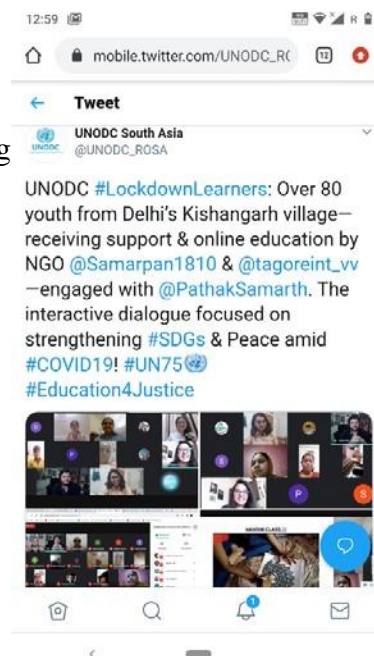 12:59
mobile.twitter.com/UNODC_R(
12
Tweet
g
UNODC
UNODC South Asia
@UNODC_ROSA
UNODC #LockdownLearners: Over 80
youth from Delhi's Kishangarh village—
receiving support & online education by
NGO @Samarpan1810 & @tagoreint_vv
—engaged with @PathakSamarth. The
interactive dialogue focused on
strengthening #SDGs & Peace amid
#COVID19! #UN75
#Education4Justice
P
S
P
S